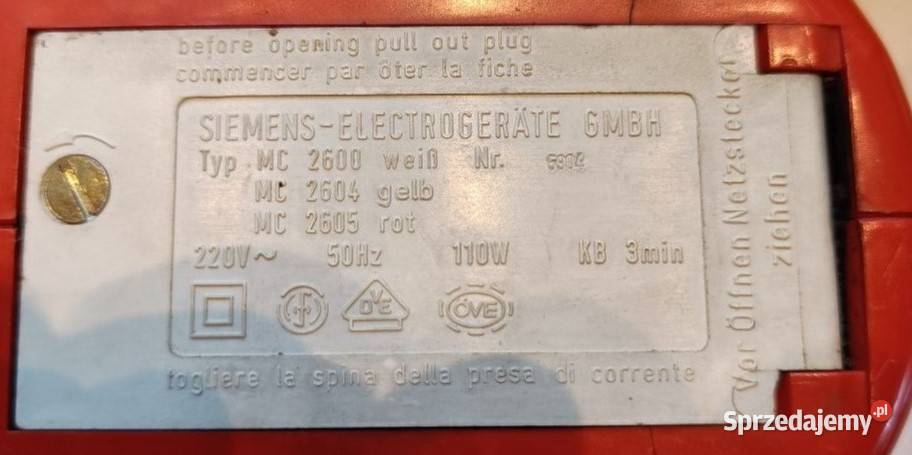 before opening pull out plug
commencer par ôter la fiche
SIEMENS-ELECTROGERÄTE GMBH
Typ MC 2600 weiß Nr.
MC 2604 gelb
MC 2605 rot
220V~ 50Hz 110W KB 3min
DVE
ÖVE
togliere la spina della presa di corrente
Vor Öffnen Netzstecker
ziehen
Sprzedajemy.pl